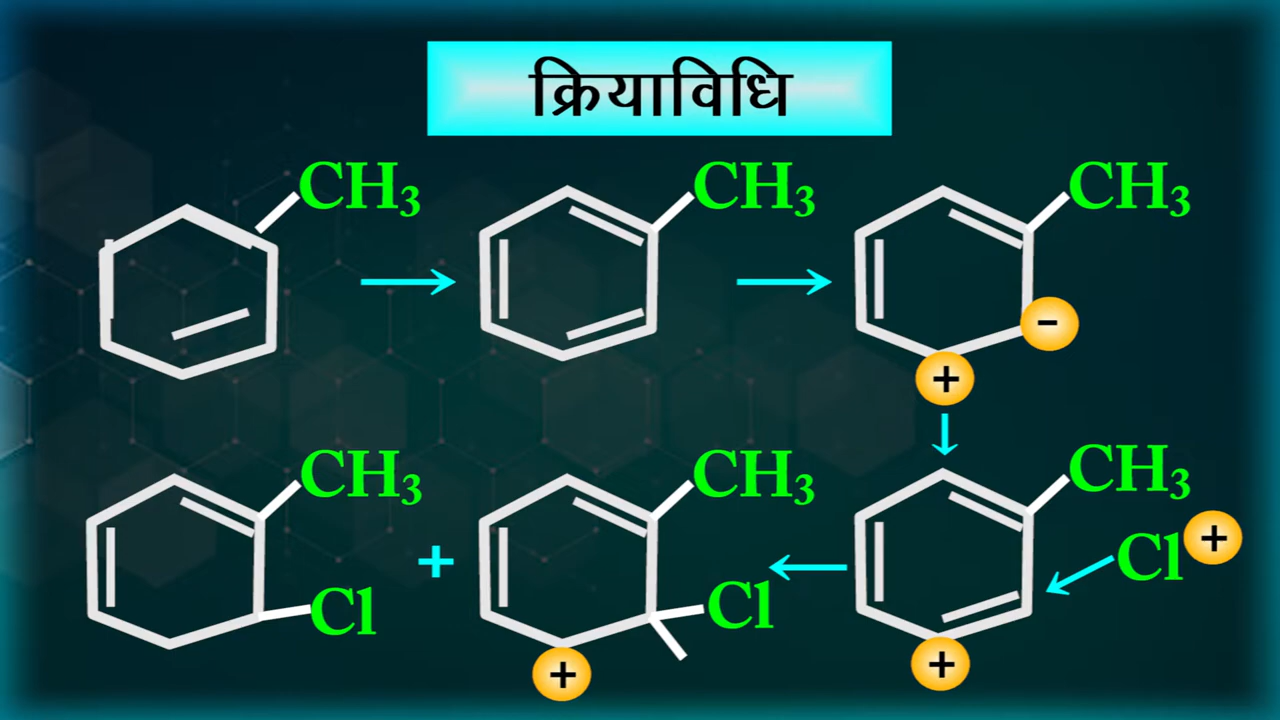 क्रियाविधि
CH₃ → CH₃ → CH₃
−
+
↓
CH₃ + CH₃ ← CH₃
Cl Cl Cl +
+ +